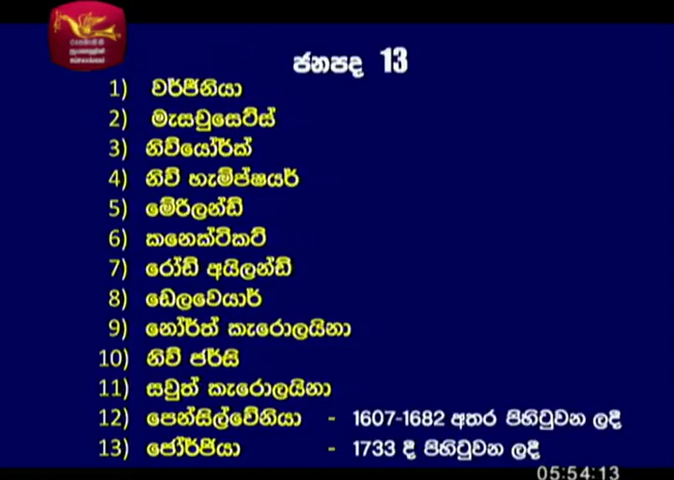 ජනපද 13
1) වර්ජීනියා
2) මැසචුසෙට්ස්
3) නිව්යෝර්ක්
4) නිව් හැම්ප්ෂයර්
5) මේරිලන්ඩ්
6) කනෙක්ටිකට්
7) රෝඩ් අයිලන්ඩ්
8) ඩෙලවෙයාර්
9) නෝර්ත් කැරොලයිනා
10) නිව් ජර්සි
11) සවුත් කැරොලයිනා
12) පෙන්සිල්වේනියා - 1607-1682 අතර පිහිටුවන ලදී
13) ජෝර්ජියා - 1733 දී පිහිටුවන ලදී
05:54:13